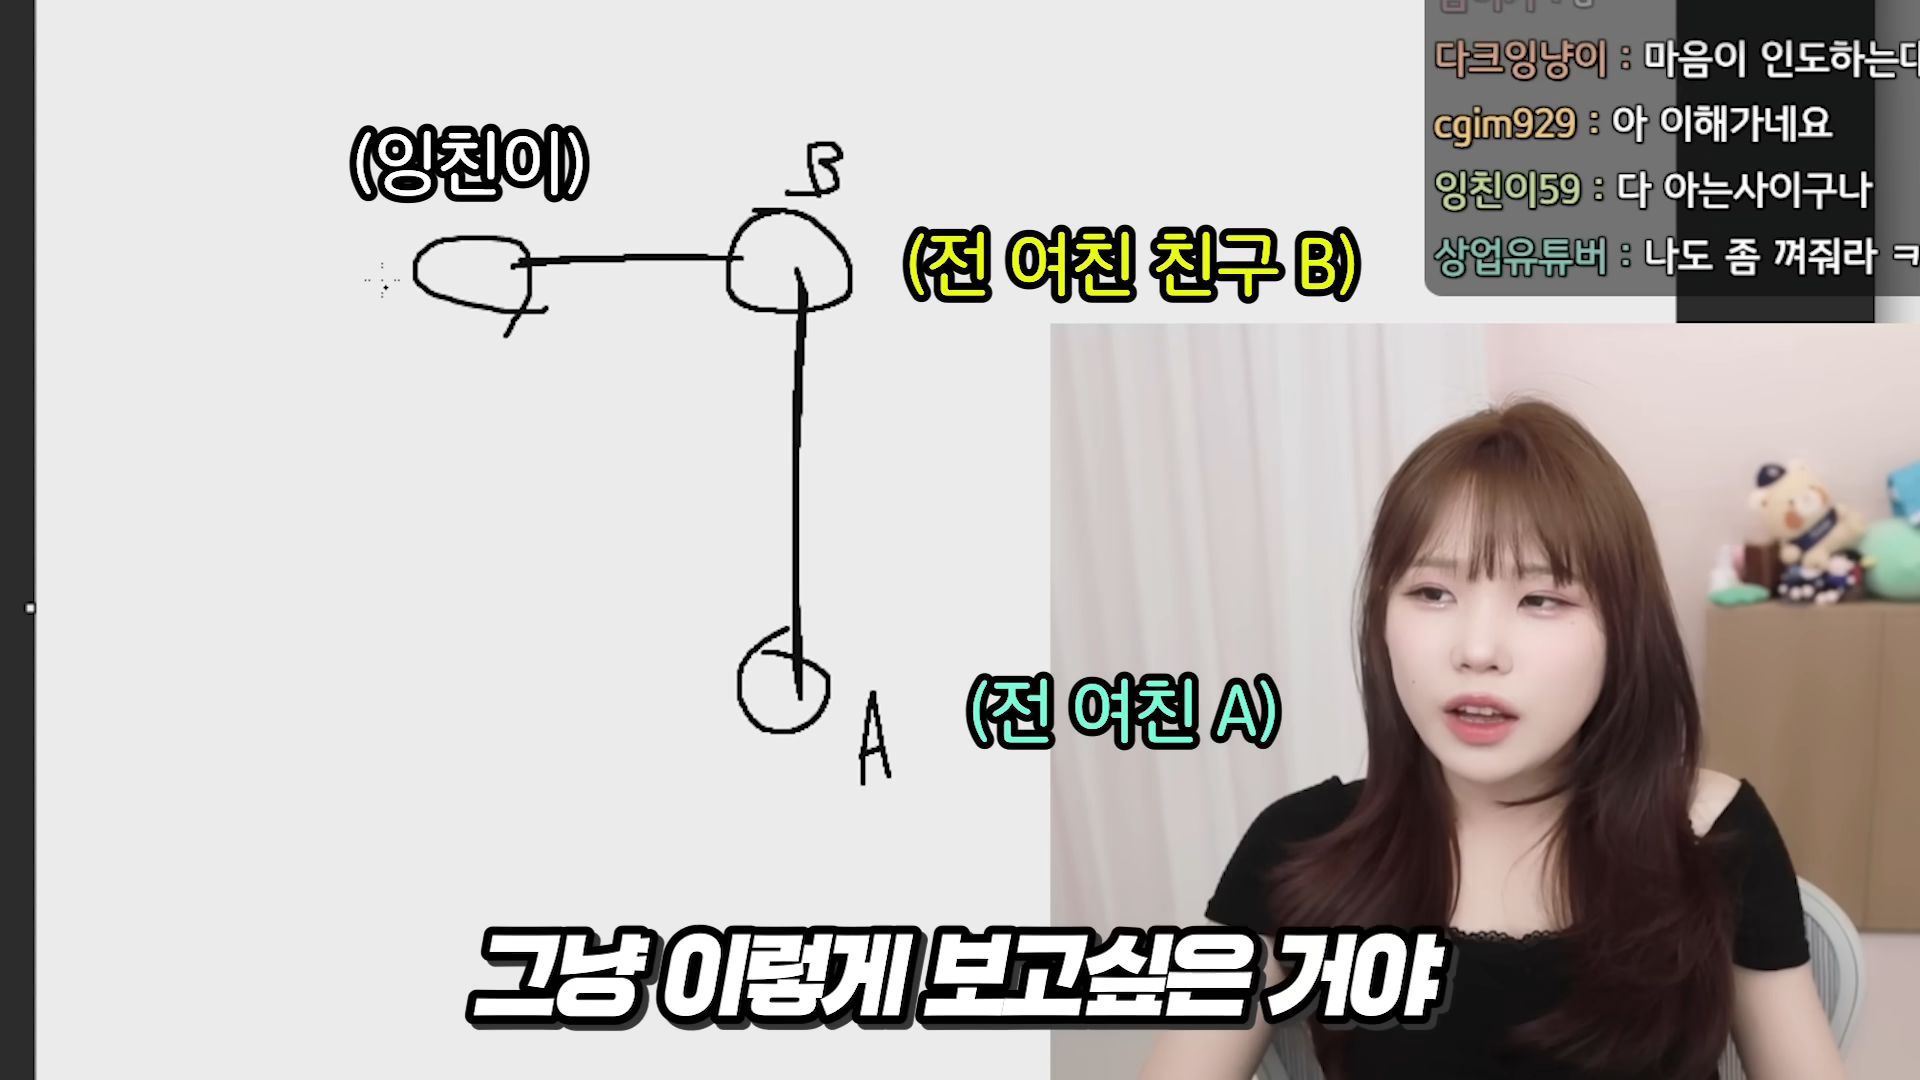 다크잉냥이 : 마음이 인도하는대
cgim929 : 아 이해가네요
잉친이59 : 다 아는사이구나
상업유튜버 : 나도 좀 껴줘라 ㅋ
(잉친이)
B
(전 여친 친구 B)
(전 여친 A)
A
그냥 이렇게 보고싶은 거야